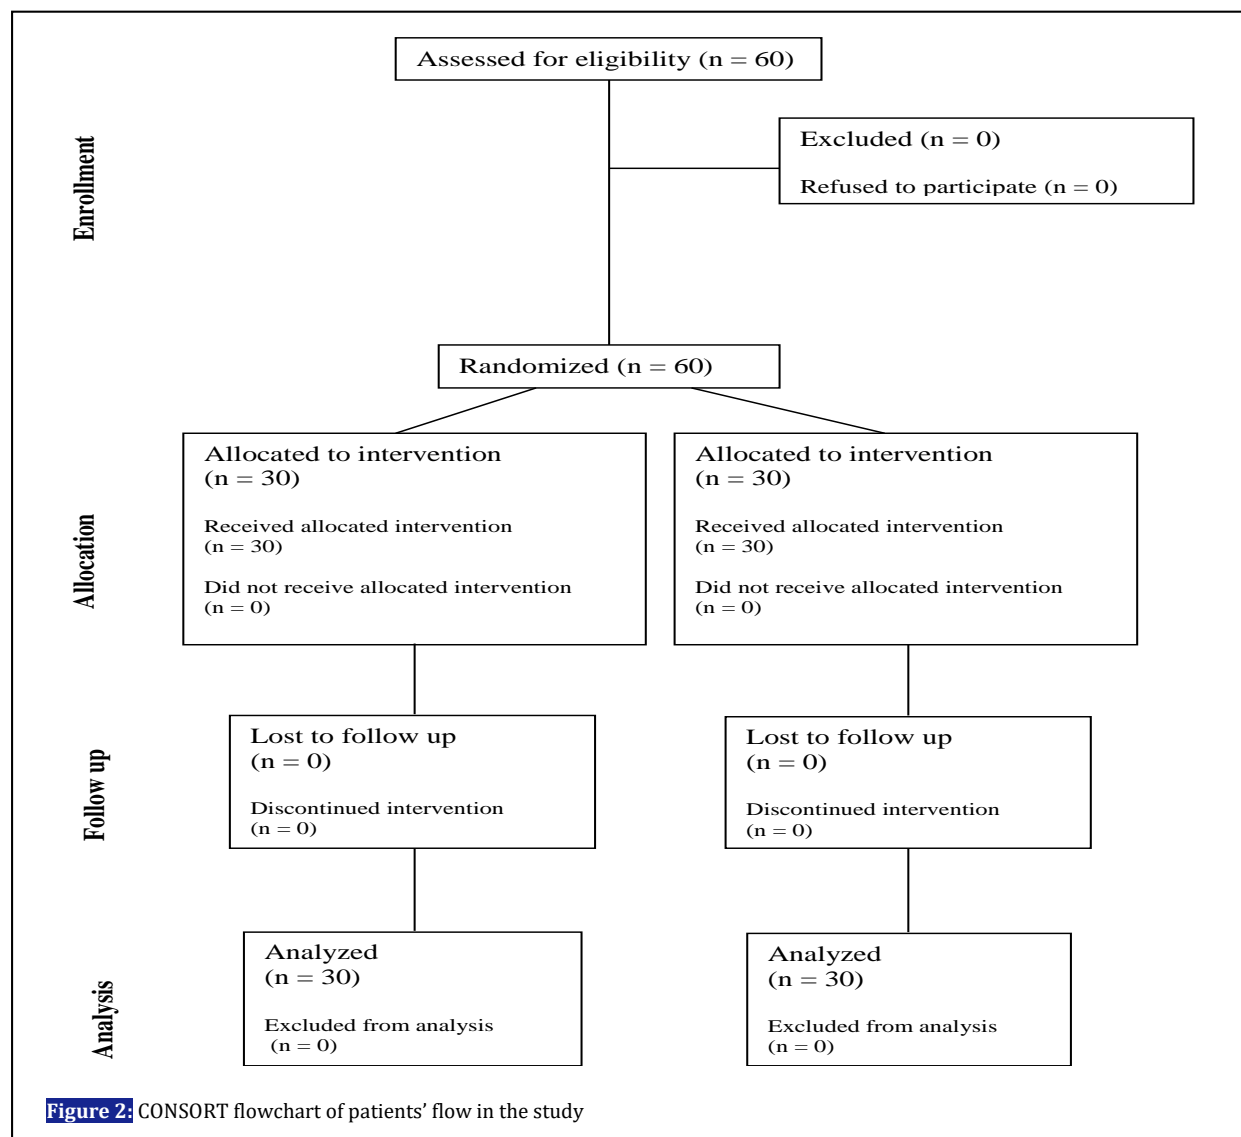 Assessed for eligibility (n = 60)
Enrollment
Excluded (n = 0)
Refused to participate (n = 0)
Randomized (n = 60)
Allocation
Allocated to intervention
(n = 30)
Received allocated intervention
(n = 30)
Did not receive allocated intervention
(n = 0)
Allocated to intervention
(n = 30)
Received allocated intervention
(n = 30)
Did not receive allocated intervention
(n = 0)
Follow up
Lost to follow up
(n = 0)
Discontinued intervention
(n = 0)
Lost to follow up
(n = 0)
Discontinued intervention
(n = 0)
Analysis
Analyzed
(n = 30)
Excluded from analysis
(n = 0)
Analyzed
(n = 30)
Excluded from analysis
(n = 0)
Figure 2: CONSORT flowchart of patients’ flow in the study